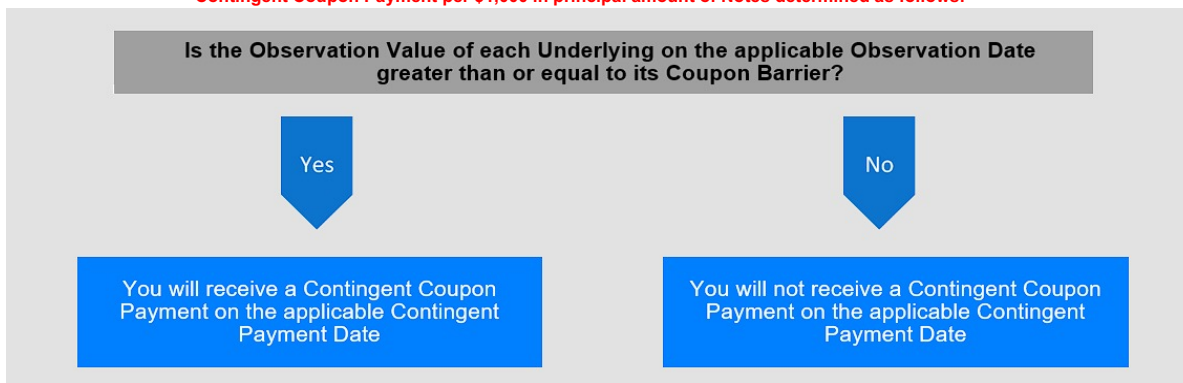 Contingent Coupon Payment per $1,000 in principal amount of Notes determined as follows:
Is the Observation Value of each Underlying on the applicable Observation Date
greater than or equal to its Coupon Barrier?
Yes
No
You will receive a Contingent Coupon
Payment on the applicable Contingent
Payment Date
You will not receive a Contingent Coupon
Payment on the applicable Contingent
Payment Date